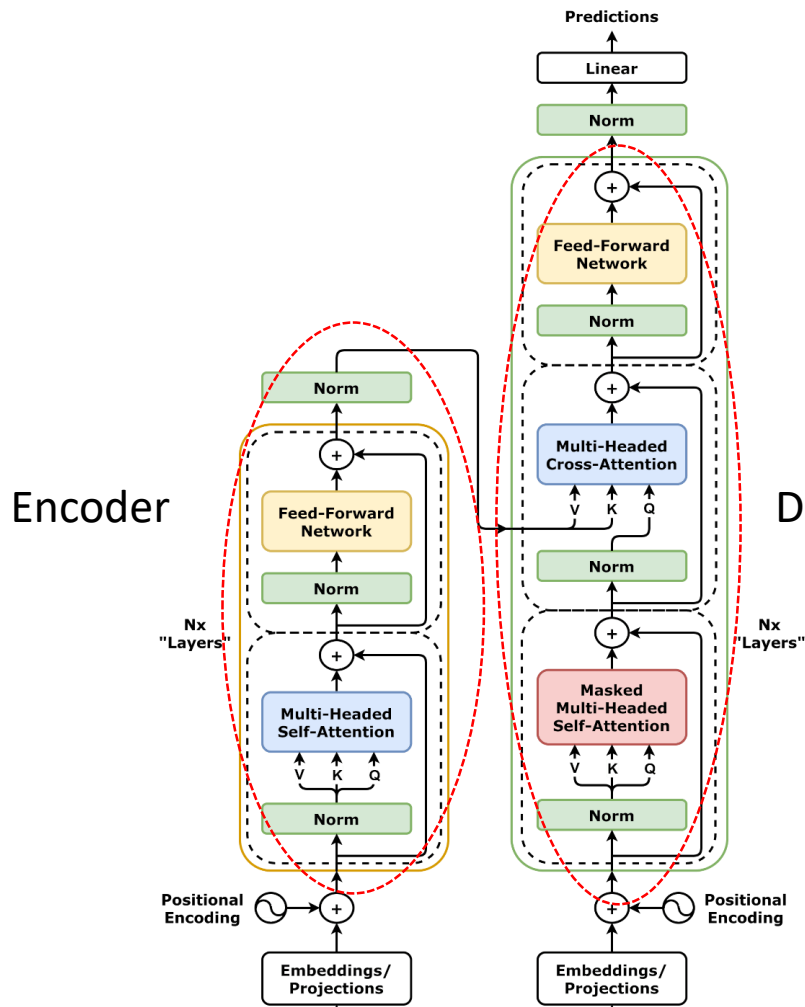 Predictions
Linear
Norm
Feed-Forward
Network
Norm
Multi-Headed
Cross-Attention
V K Q
Norm
Masked
Multi-Headed
Self-Attention
V K Q
Norm
Nx
"Layers"
D
Positional
Encoding
Embeddings/
Projections
Encoder
Norm
Feed-Forward
Network
Norm
Nx
"Layers"
Multi-Headed
Self-Attention
V K Q
Norm
Positional
Encoding
Embeddings/
Projections